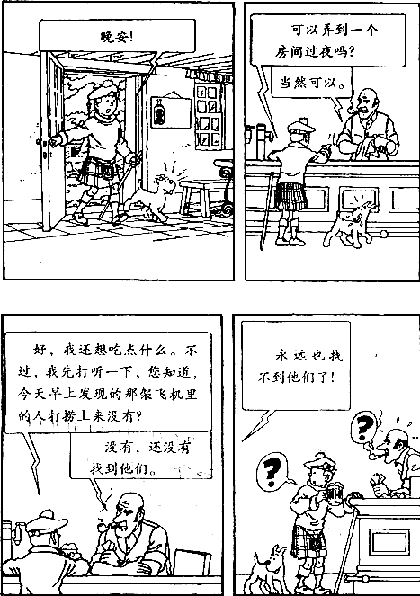 晚安!
可以弄到一个
房间过夜吗?
当然可以。
好,我还想吃点什么。不
过,我先打听一下,您知道,
今天早上发现的那架飞机里
的人打捞上来没有?
没有,还没有
找到他们。
永远也找
不到他们了!
?
?